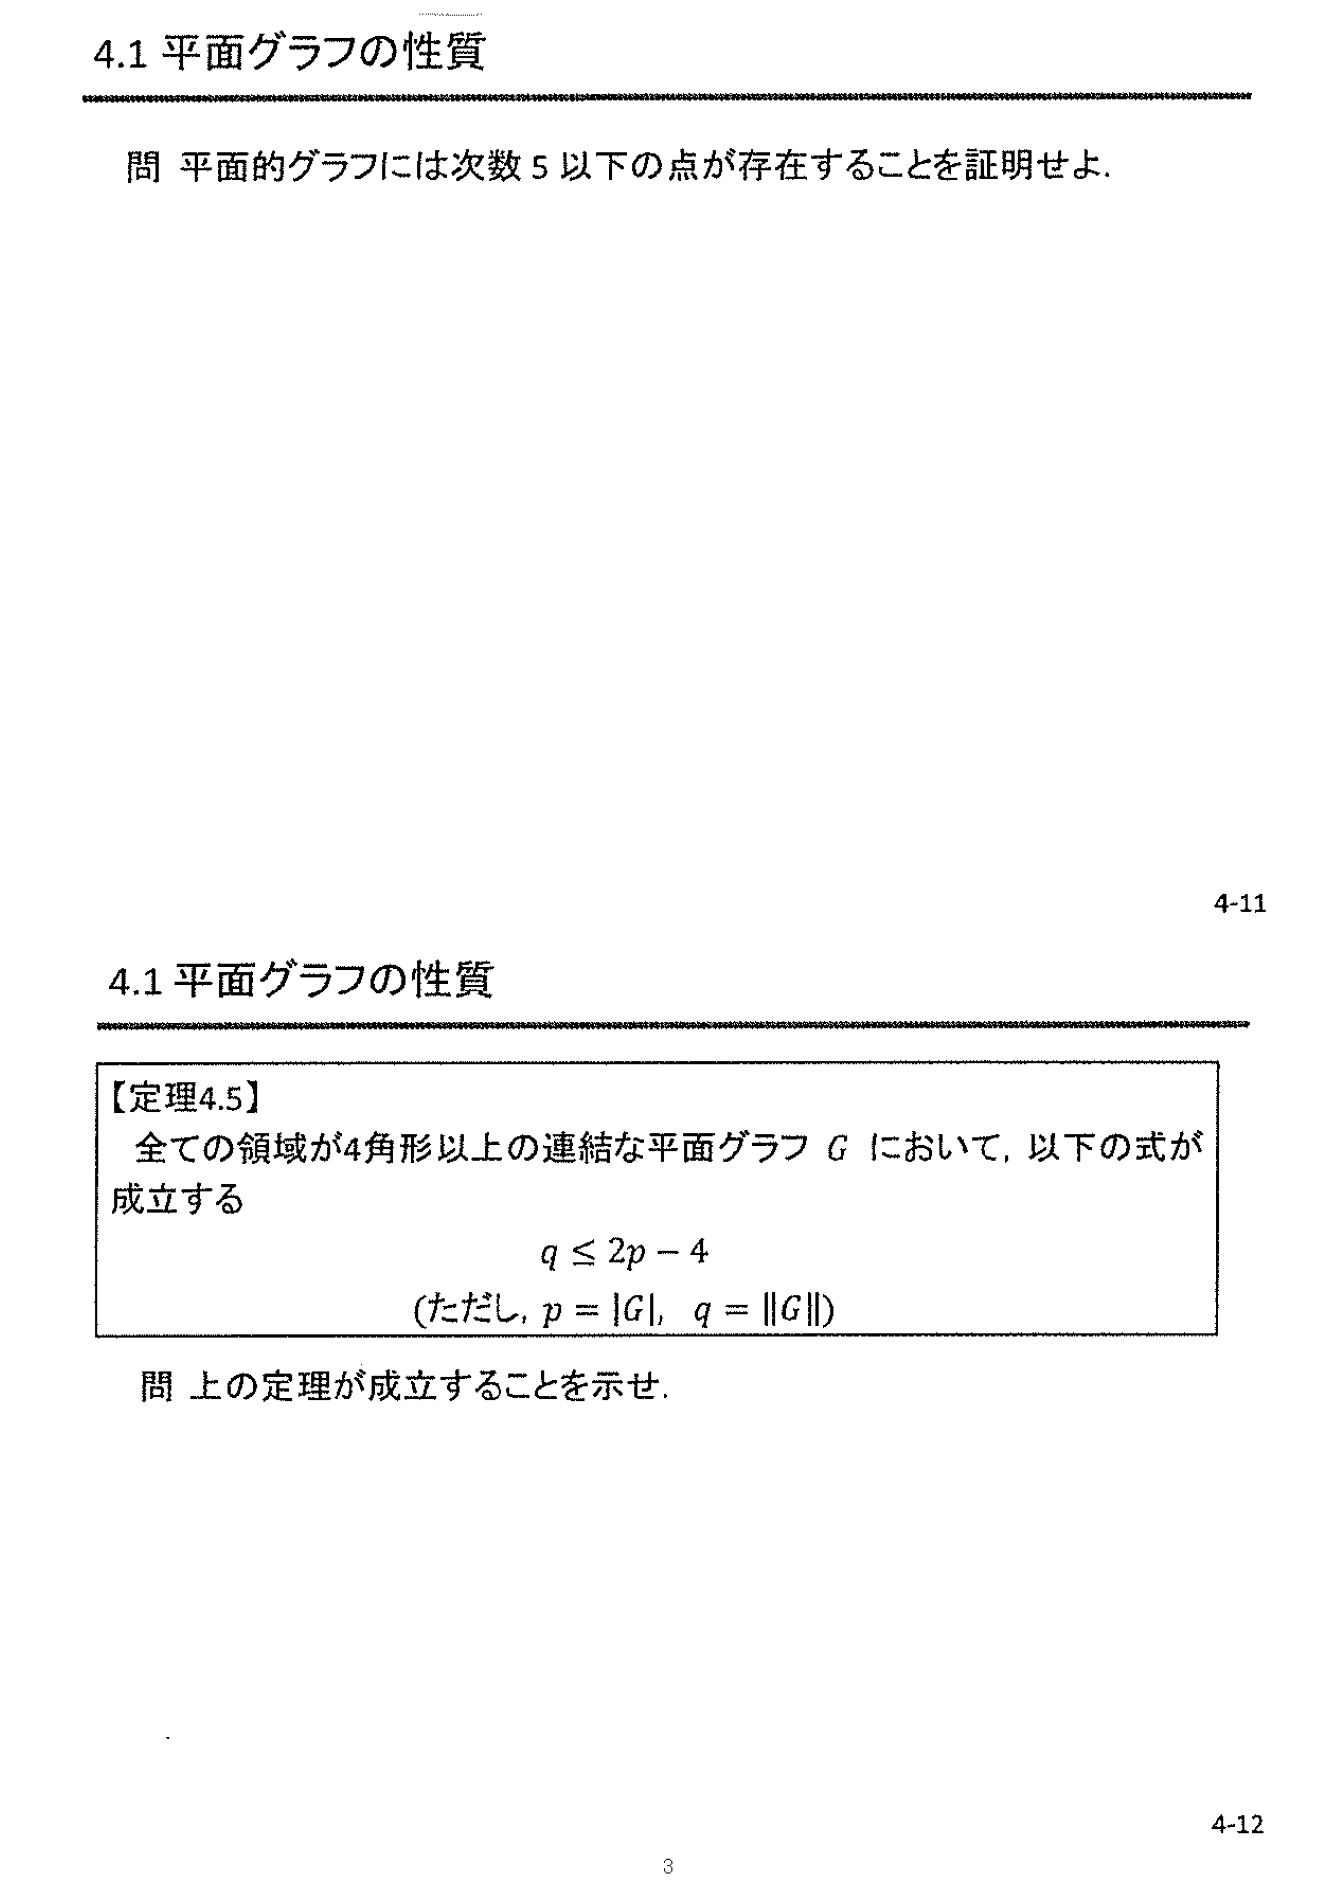 4.1 平面グラフの性質
問 平面的グラフには次数 5 以下の点が存在することを証明せよ.
4-11
4.1 平面グラフの性質
【定理4.5】
全ての領域が4角形以上の連結な平面グラフ G において, 以下の式が
成立する
q ≤ 2p − 4
(ただし, p = |G|, q = ‖G‖)
問 上の定理が成立することを示せ.
4-12
3